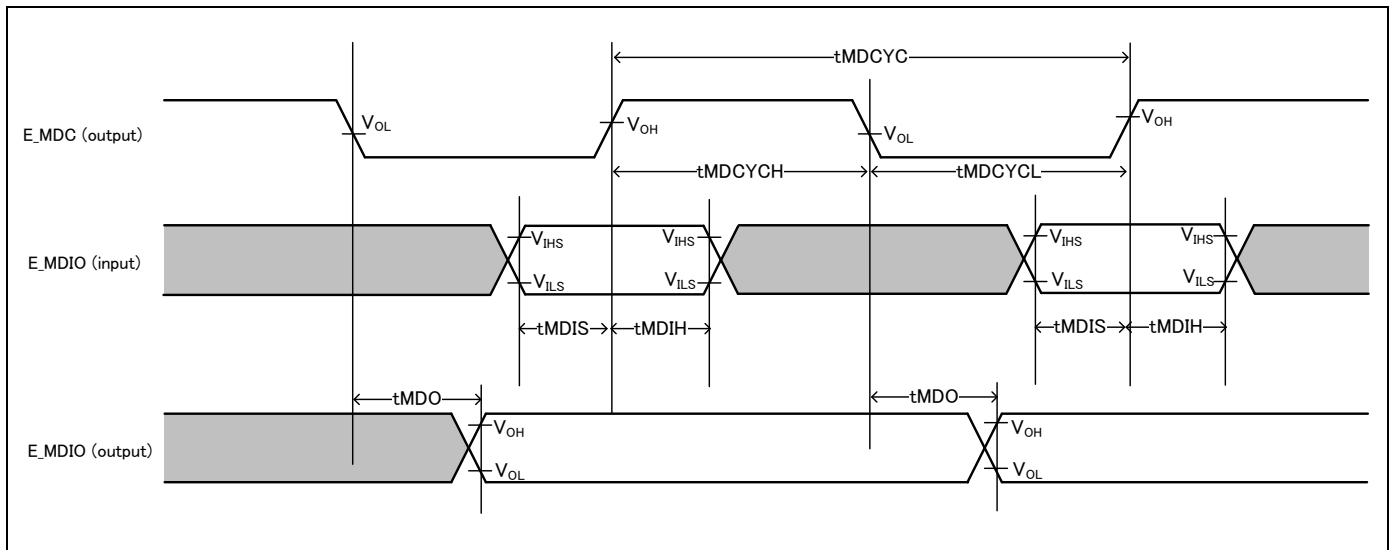 tMDCYC
E_MDC (output)
VOL
VOH
VOL
VOH
tMDCYCH
tMDCYCL
E_MDIO (input)
VIHS
VIHS
VIHS
VIHS
VILS
VILS
VILS
VILS
tMDIS
tMDIH
tMDIS
tMDIH
tMDO
tMDO
E_MDIO (output)
VOH
VOH
VOL
VOL